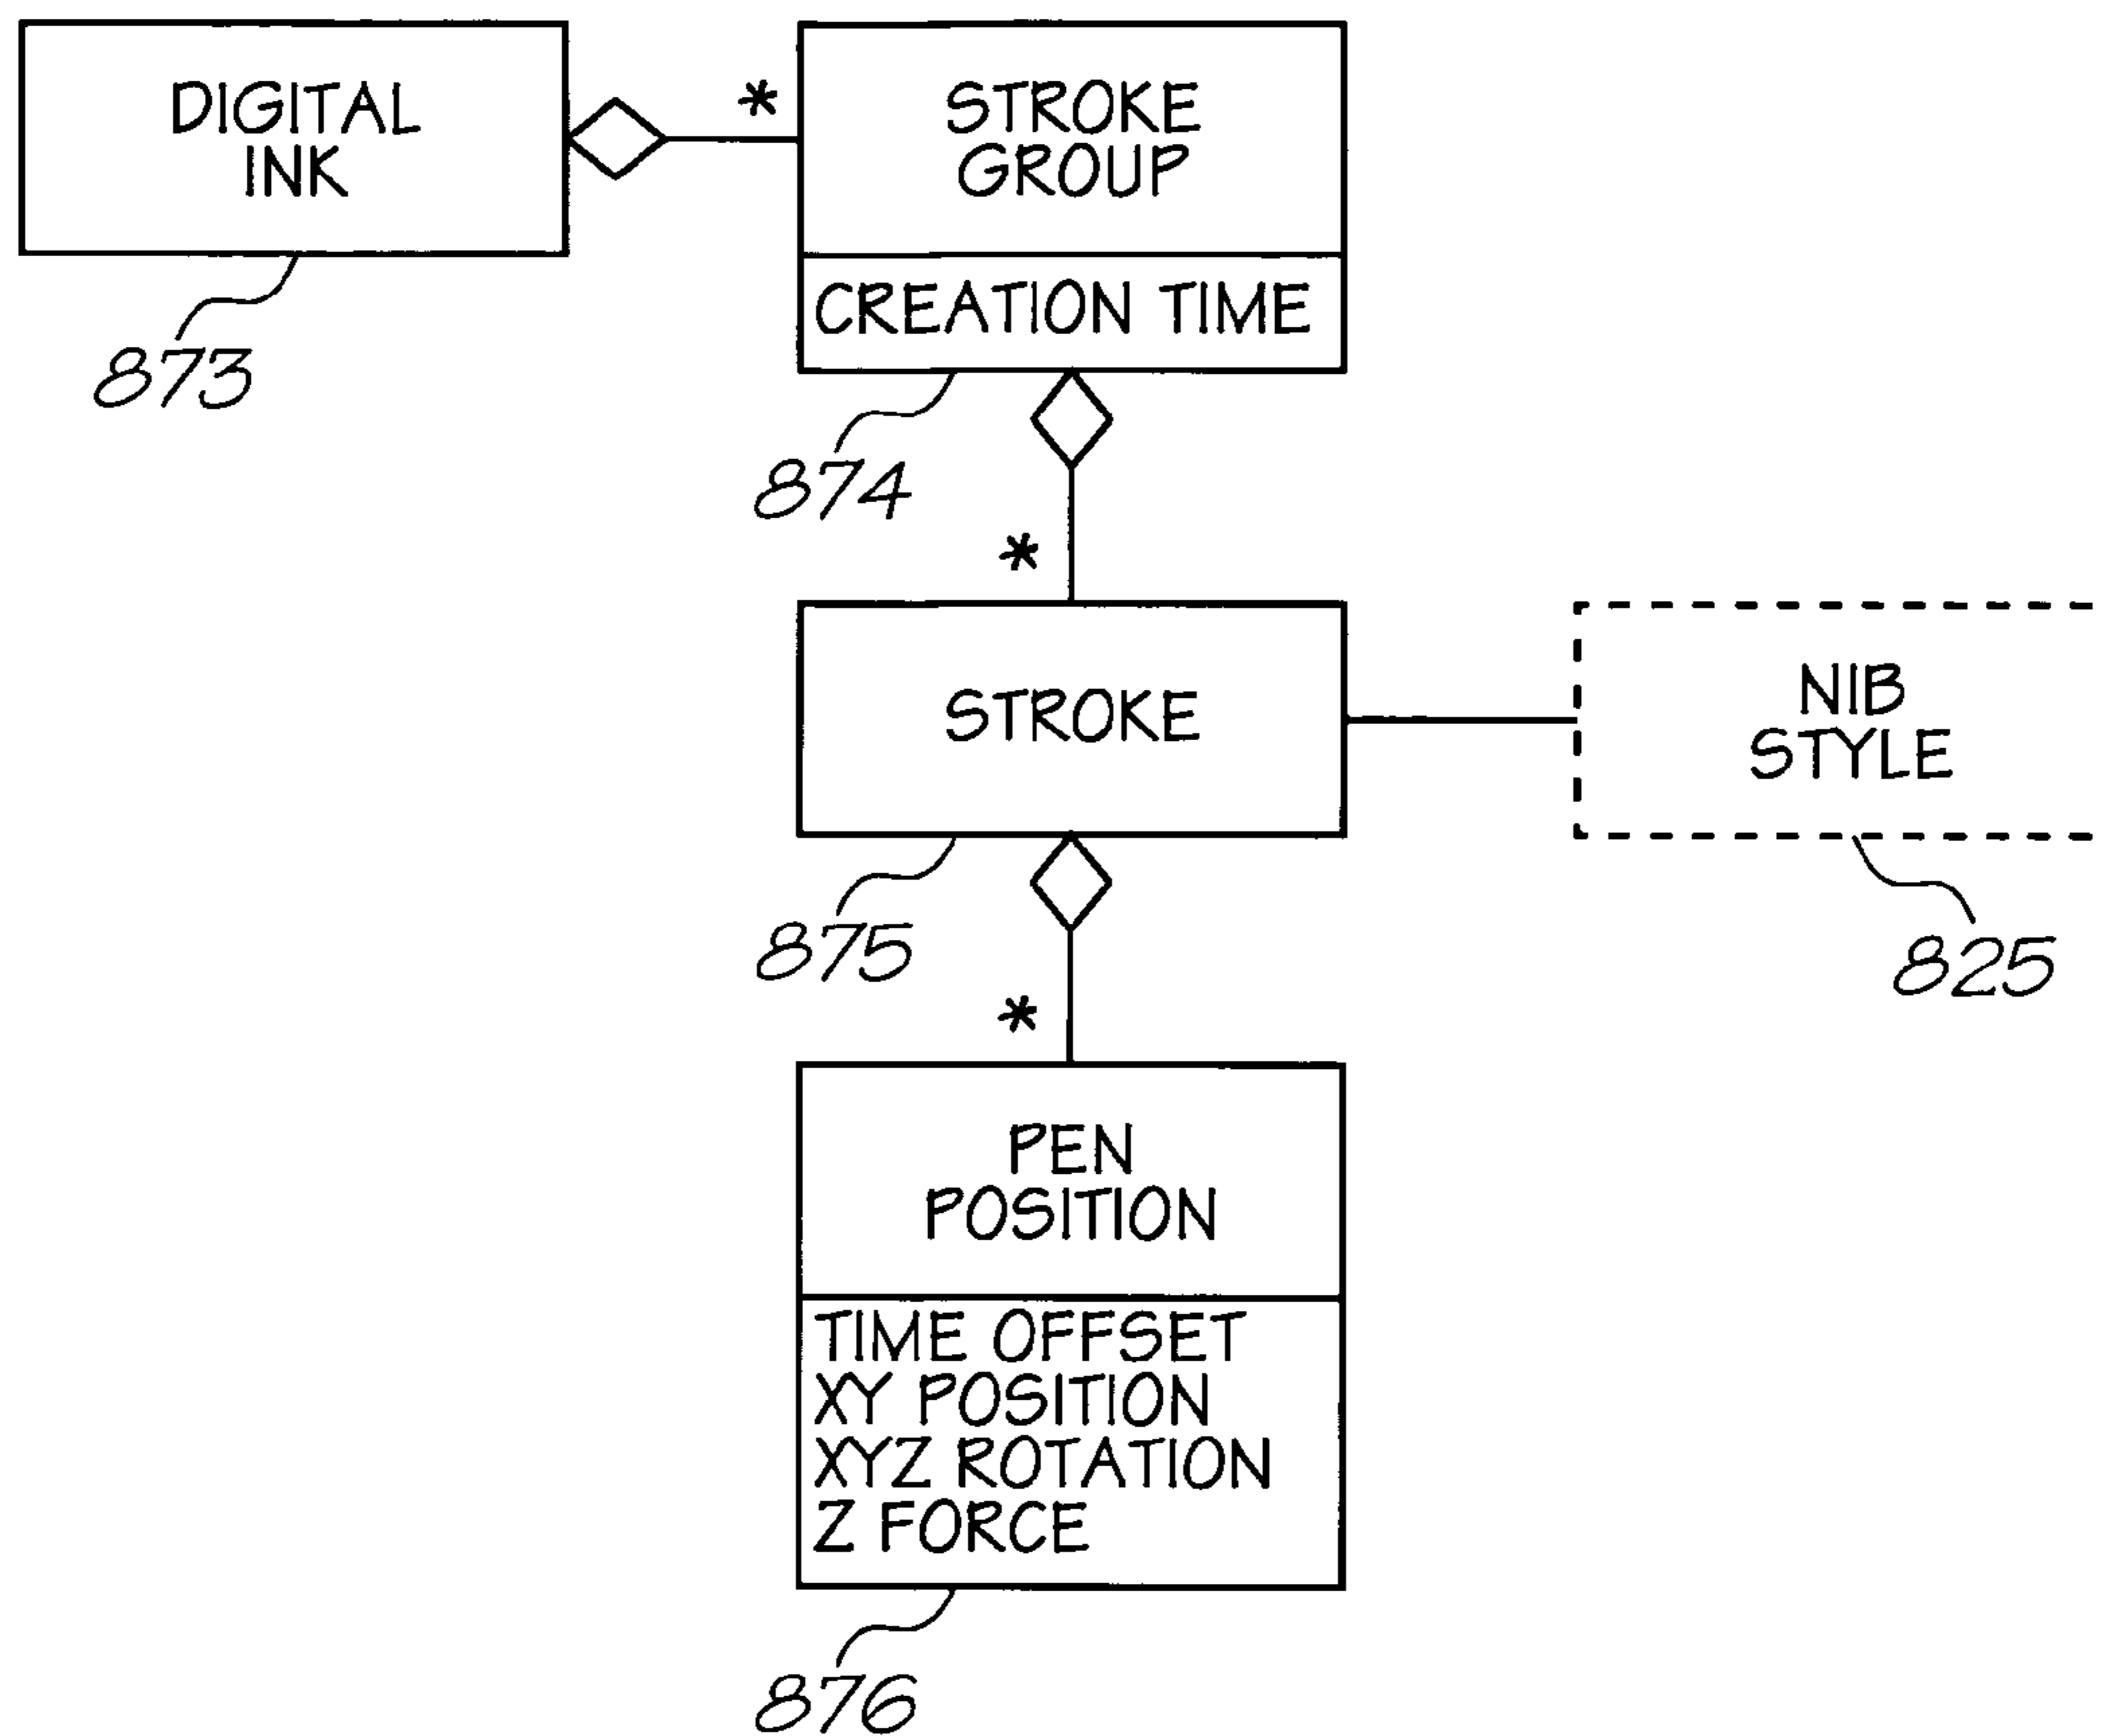 DIGITAL
INK
*
STROKE
GROUP
CREATION TIME
873
874
*
STROKE
NIB
STYLE
875
825
*
PEN
POSITION
TIME OFFSET
XY POSITION
XYZ ROTATION
Z FORCE
876